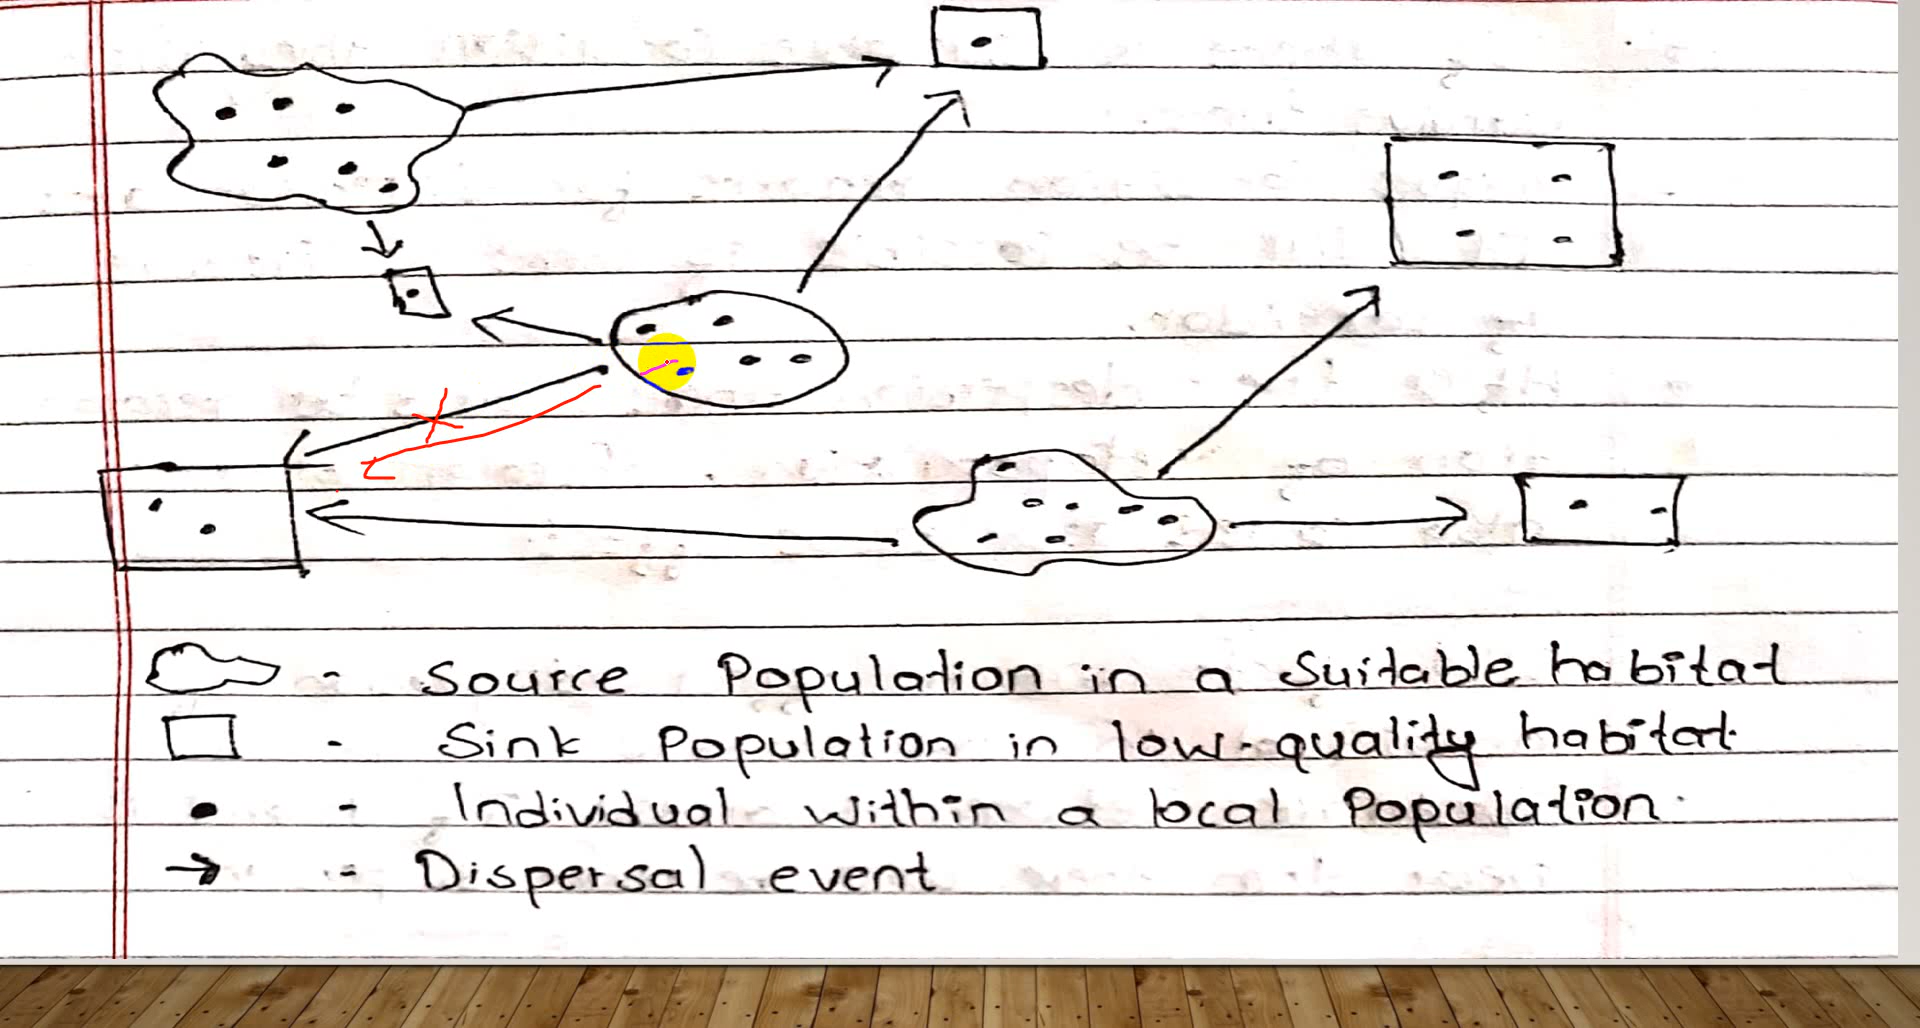 - Source Population in a Suitable habitat
- Sink Population in low-quality habitat.
- Individual within a local Population.
→ - Dispersal event